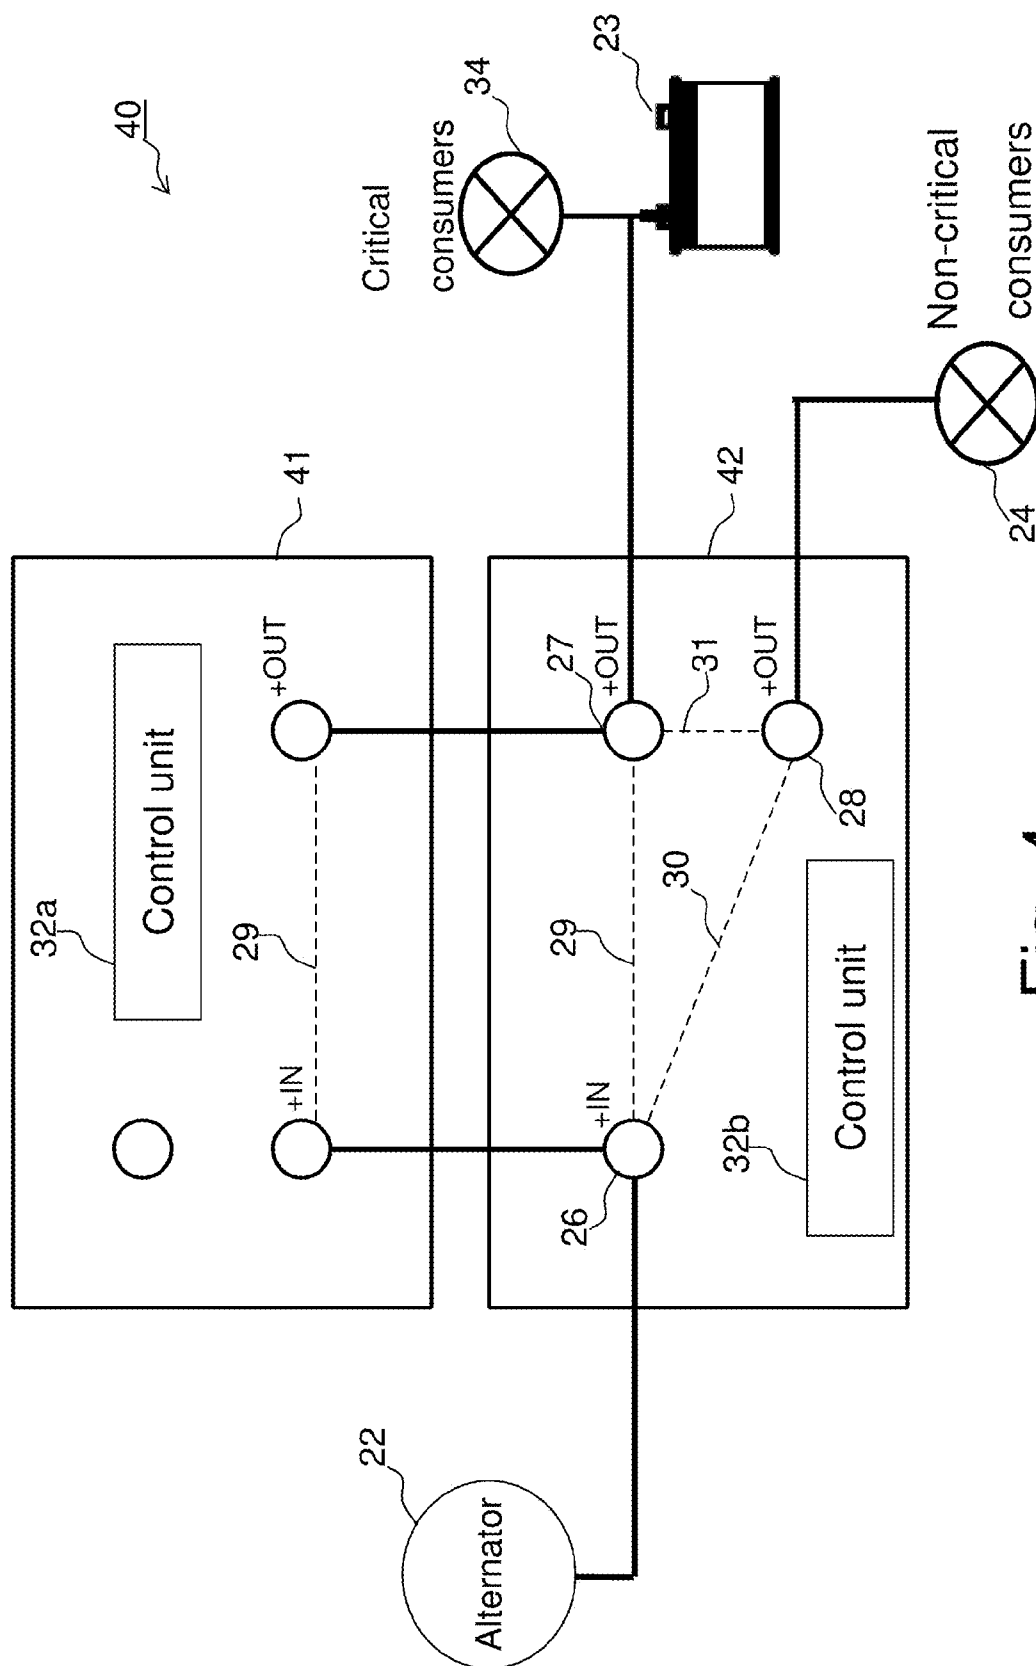 40
32a
Control unit
+IN
29
+OUT
41
22
Alternator
Critical
consumers
34
23
26
+IN
29
27
+OUT
30
31
+OUT
28
42
32b
Control unit
Non-critical
consumers
24